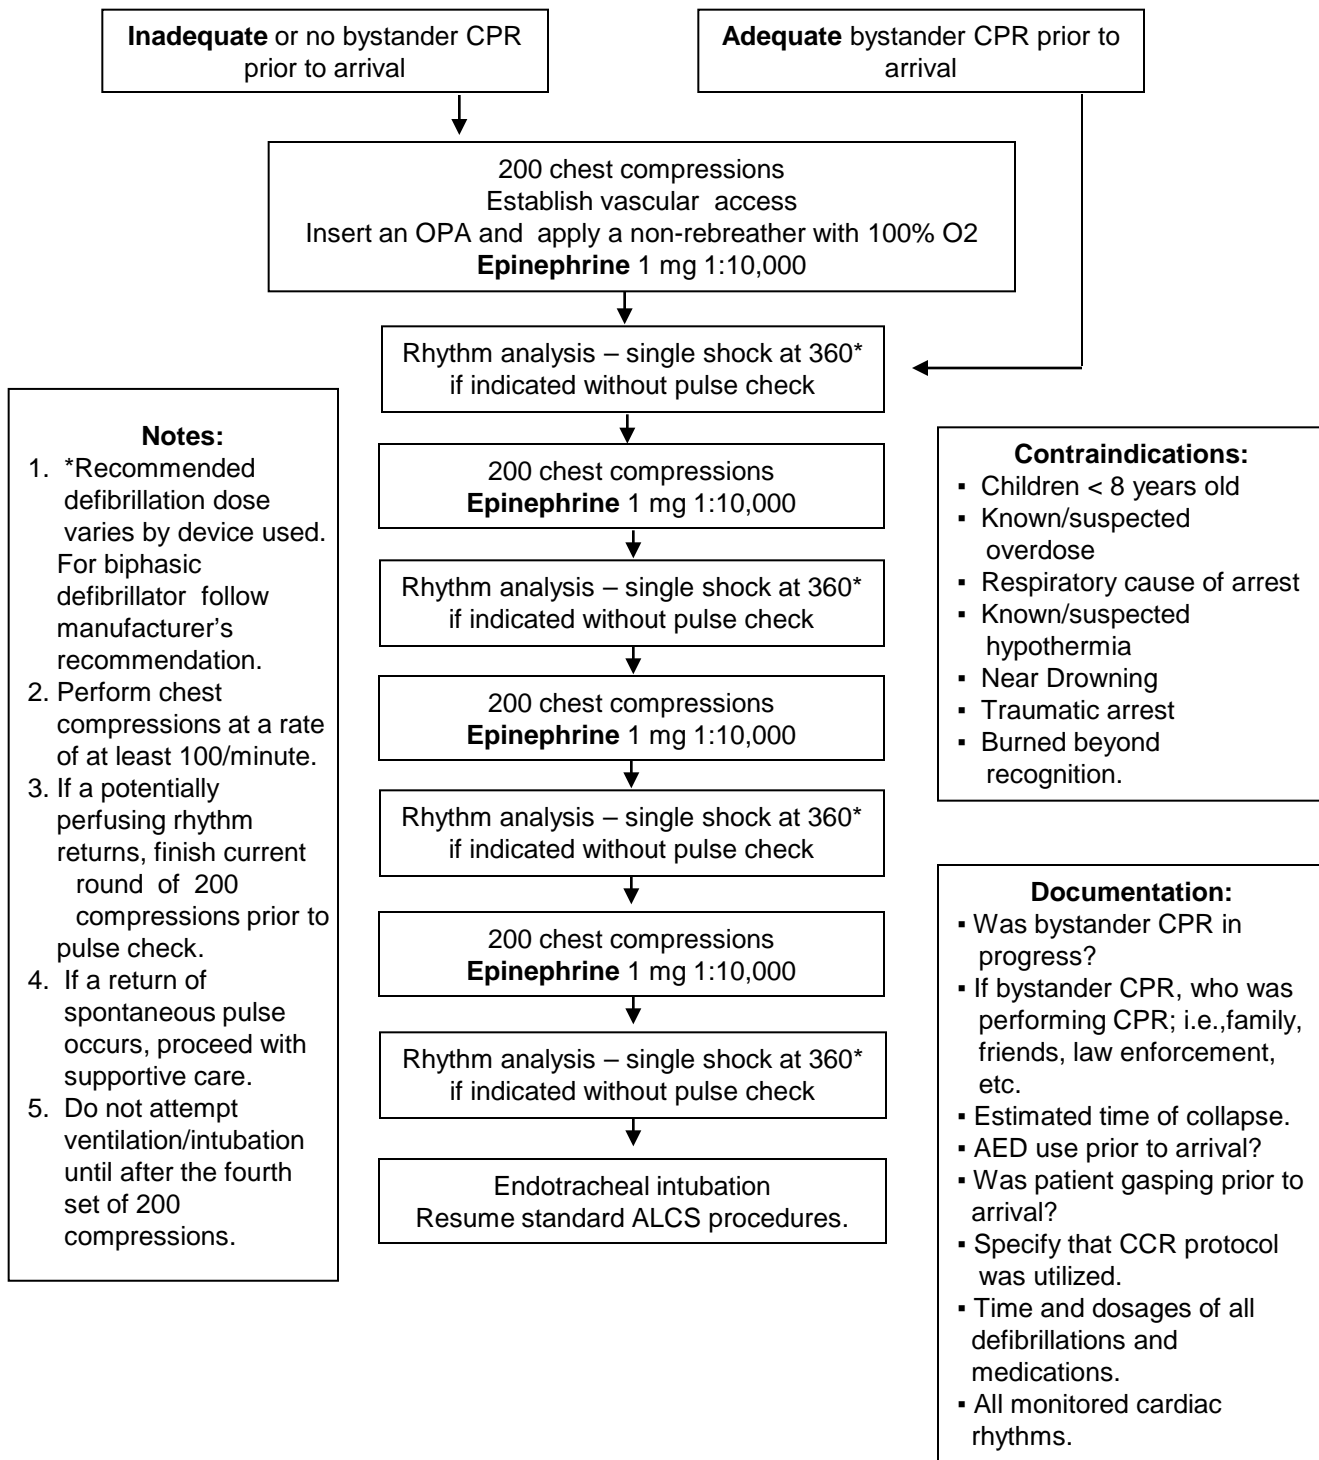 Inadequate or no bystander CPR
prior to arrival
Adequate bystander CPR prior to
arrival
200 chest compressions
Establish vascular access
Insert an OPA and apply a non-rebreather with 100% O2
Epinephrine 1 mg 1:10,000
Rhythm analysis – single shock at 360*
if indicated without pulse check
200 chest compressions
Epinephrine 1 mg 1:10,000
Rhythm analysis – single shock at 360*
if indicated without pulse check
200 chest compressions
Epinephrine 1 mg 1:10,000
Rhythm analysis – single shock at 360*
if indicated without pulse check
200 chest compressions
Epinephrine 1 mg 1:10,000
Rhythm analysis – single shock at 360*
if indicated without pulse check
Endotracheal intubation
Resume standard ALCS procedures.
Notes:
1. *Recommended
defibrillation dose
varies by device used.
For biphasic
defibrillator follow
manufacturer’s
recommendation.
2. Perform chest
compressions at a rate
of at least 100/minute.
3. If a potentially
perfusing rhythm
returns, finish current
round of 200
compressions prior to
pulse check.
4. If a return of
spontaneous pulse
occurs, proceed with
supportive care.
5. Do not attempt
ventilation/intubation
until after the fourth
set of 200
compressions.
Contraindications:
▪ Children < 8 years old
▪ Known/suspected
overdose
▪ Respiratory cause of arrest
▪ Known/suspected
hypothermia
▪ Near Drowning
▪ Traumatic arrest
▪ Burned beyond
recognition.
Documentation:
▪ Was bystander CPR in
progress?
▪ If bystander CPR, who was
performing CPR; i.e.,family,
friends, law enforcement,
etc.
▪ Estimated time of collapse.
▪ AED use prior to arrival?
▪ Was patient gasping prior to
arrival?
▪ Specify that CCR protocol
was utilized.
▪ Time and dosages of all
defibrillations and
medications.
▪ All monitored cardiac
rhythms.